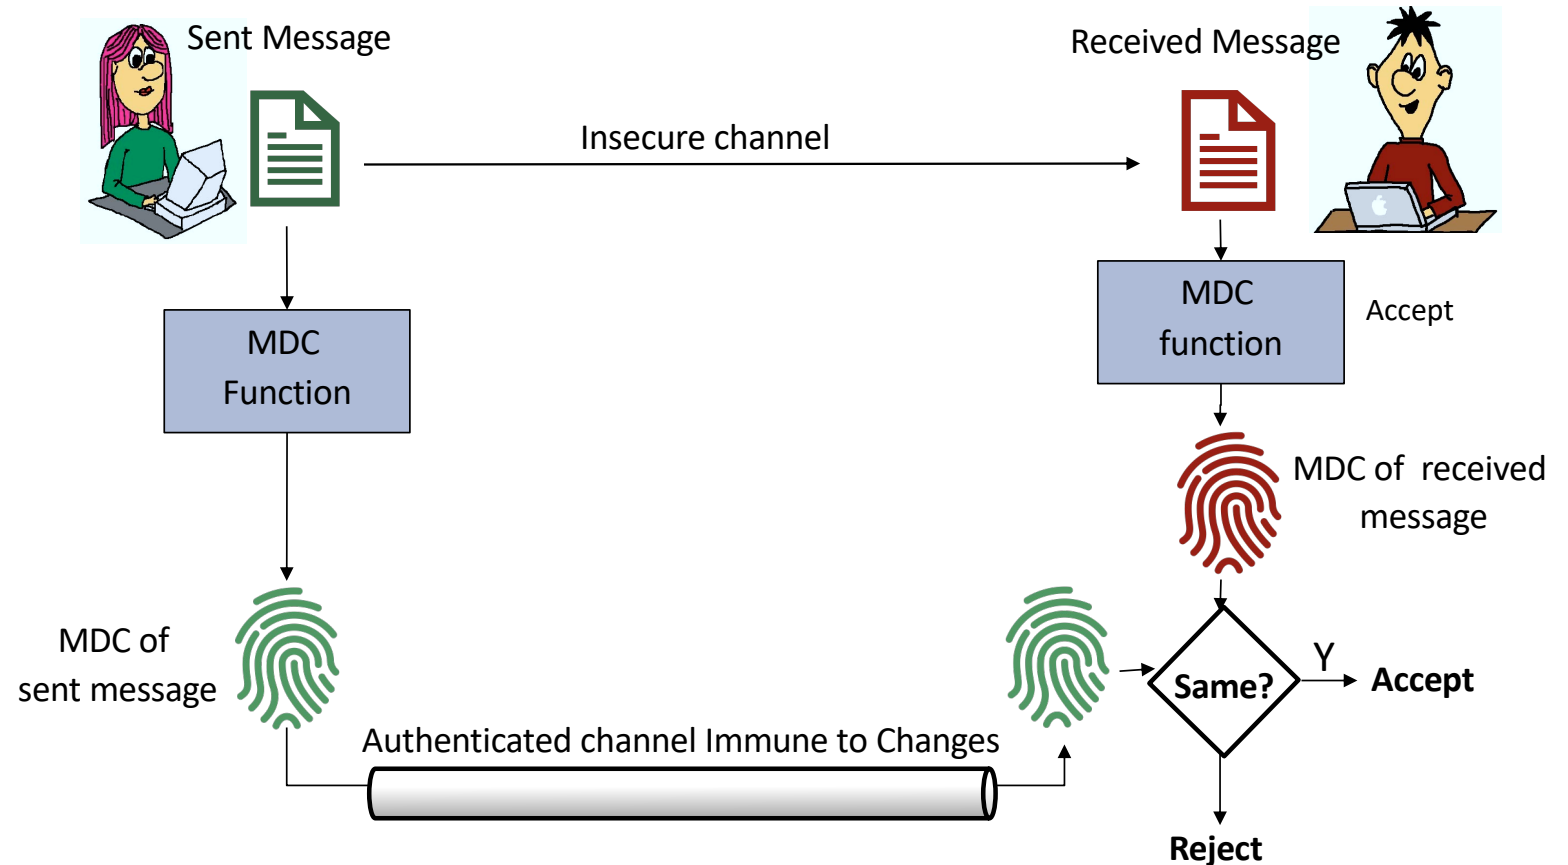 Sent Message
Received Message
Insecure channel
MDC
Function
MDC
function
Accept
MDC of  received
message
MDC of
sent message
Same?
Y
Accept
Authenticated channel Immune to Changes
Reject